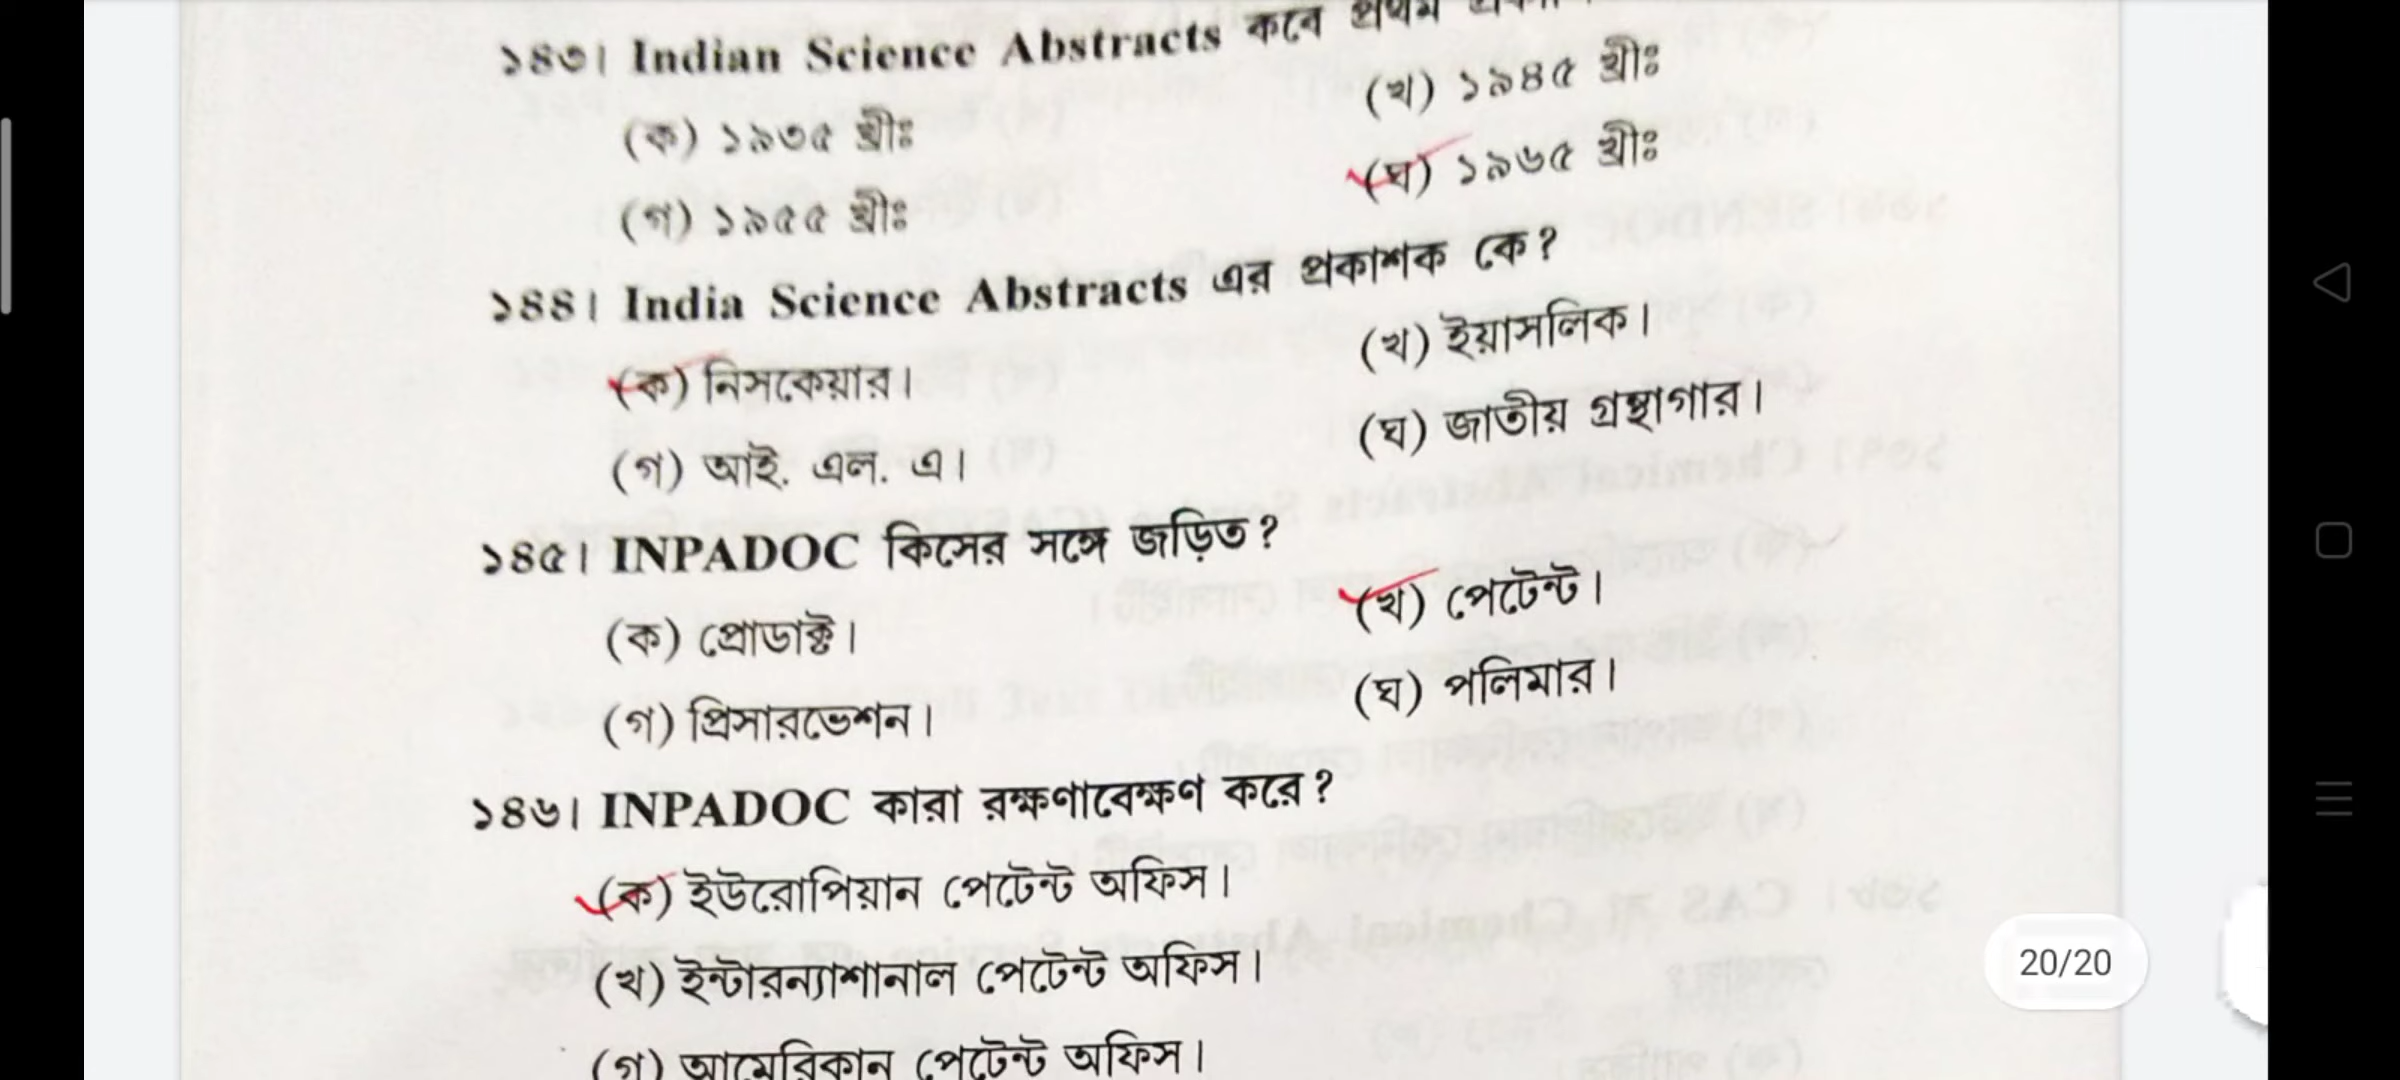 ১৪৩। Indian Science Abstracts কবে প্রথম
(ক) ১৯৩৫ খ্রীঃ
(খ) ১৯৪৫ খ্রীঃ
(গ) ১৯৫৫ খ্রীঃ
(ঘ) ১৯৬৫ খ্রীঃ
১৪৪। India Science Abstracts এর প্রকাশক কে?
(ক) নিসকেয়ার।
(খ) ইয়াসলিক।
(গ) আই. এল. এ।
(ঘ) জাতীয় গ্রন্থাগার।
১৪৫। INPADOC কিসের সঙ্গে জড়িত?
(ক) প্রোডাক্ট।
(খ) পেটেন্ট।
(গ) প্রিসারভেশন।
(ঘ) পলিমার।
১৪৬। INPADOC কারা রক্ষণাবেক্ষণ করে?
(ক) ইউরোপিয়ান পেটেন্ট অফিস।
(খ) ইন্টারন্যাশানাল পেটেন্ট অফিস।
(গ) আমেরিকান পেটেন্ট অফিস।
20/20